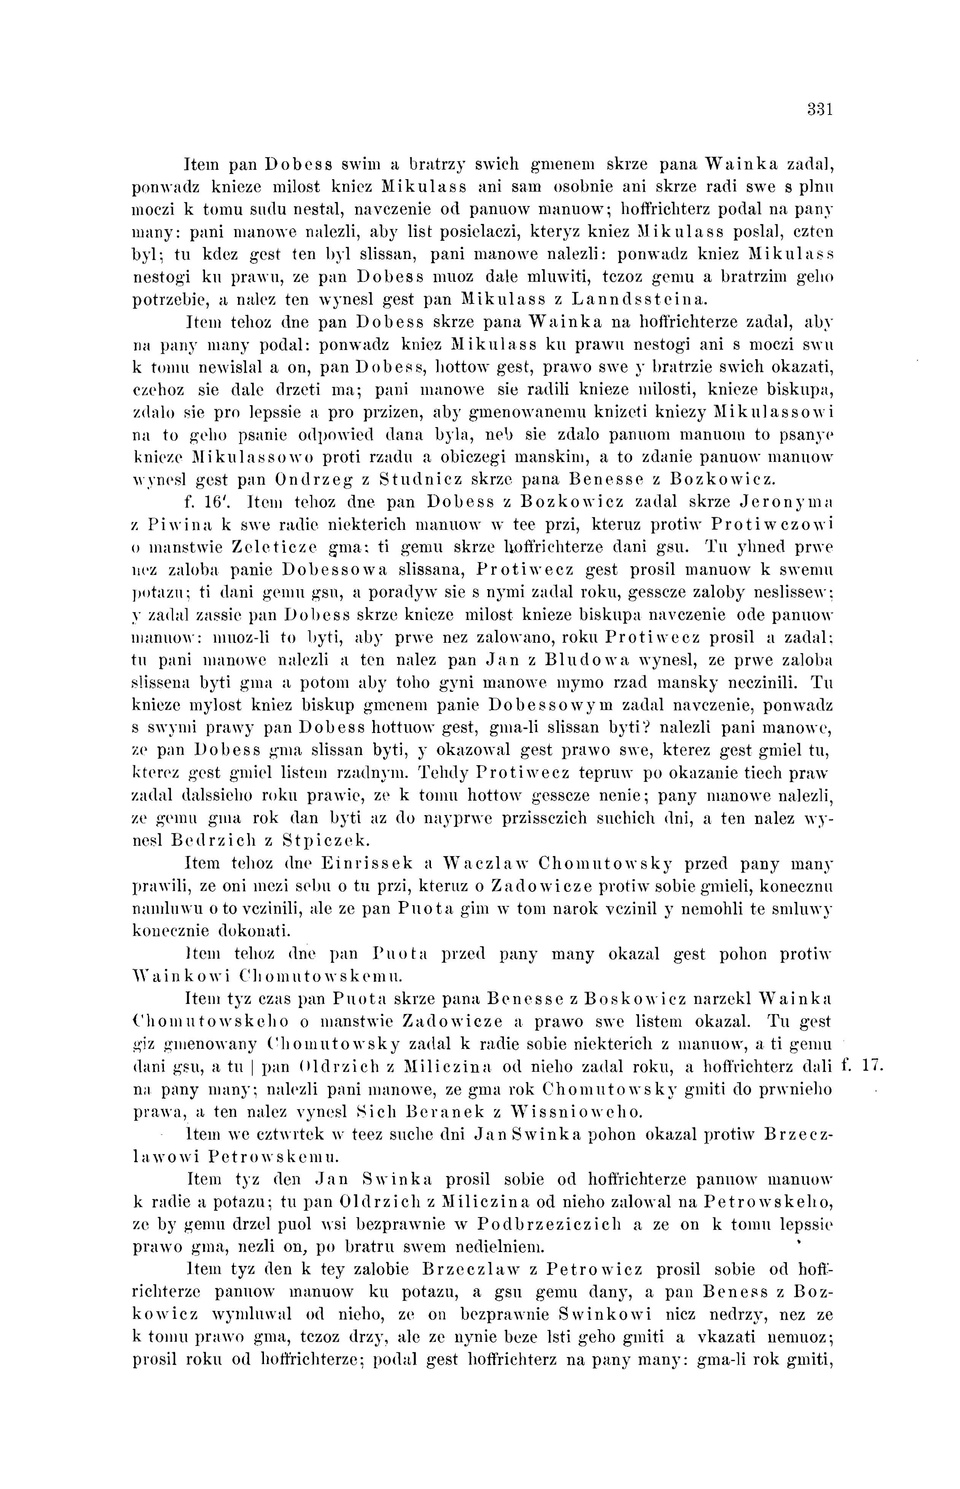 331
Item pan Dobess swim a bratrzy swich gmenem skrze pana Wainka zadal,
ponwadz knieze milost kniez Mikulass ani sam osobnie ani skrze radi swe s plnu
moczi k tomu sudu nestal, navczenie od panuow manuow; hoffrichterz podal na pany
many: pani manowe nalezli, aby list posielaczi, kteryz kniez Mikulass poslal, czten
byl; tu kdez gest ten byl slissan, pani manowe nalezli: ponwadz kniez Mikulass
nestogi ku prawu, ze pan Dobess muoz dale mluwiti, tczoz gemu a bratrzim geho
potrzebie, a nalez ten wynesl gest pan Mikulass z Lanndssteina.
Item tehoz dne pan Dobess skrze pana Wainka na hoffrichterze zadal, aby
na pany many podal: ponwadz kniez Mikulass ku prawu nestogi ani s moczi swu
k tomu newislal a on, pan Dobess, hottow gest, prawo swe y bratrzie swich okazati,
czehoz sie dale drzeti ma; pani manowe sie radili knieze milosti, knieze biskupa,
zdalo sie pro lepssie a pro przizen, aby gmenowanemu knizeti kniezy Mikulassowi
na to geho psanie odpowied dana byla, neb sie zdalo panuom manuom to psanye
knieze Mikulassowo proti rzadu a obiczegi manskim, a to zdanie panuow manuow
wynesl gest pan Ondrzeg z Studnicz skrze pana Benesse z Bozkowicz.
f. 16'. Item tehoz dne pan Dobess z Bozkowicz zadal skrze Jeronyma
z Piwina k swe radie niekterich manuow w tee przi, kteruz protiw Protiwczowi
o manstwie Zeleticze gma: ti gemu skrze hoffrichterze dani gsu. Tu yhned prwe
nez zaloba panie Dobessowa slissana, Protiwecz gest prosil manuow k swemu
potazu; ti dani gemu gsu, a poradyw sie s nymi zadal roku, gesscze zaloby neslissew;
y zadal zassie pan Dobess skrze knieze milost knieze biskupa navczenie ode panuow
manuow: muoz-li to byti, aby prwe nez zalowano, roku Protiwecz prosil a zadal;
tu pani manowe nalezli a ten nalez pan Jan z Bludowa wynesl, ze prwe zaloba
slissena byti gma a potom aby toho gyni manowe mymo rzad mansky neczinili. Tu
knieze mylost kniez biskup gmenem panie Dobessowym zadal navczenie, ponwadz
s swymi prawy pan Dobess hottuow gest, gma-li slissan byti? nalezli pani manowe,
ze pan Dobess gma slissan byti, y okazowal gest prawo swe, kterez gest gmiel tu,
kterez gest gmiel listem rzadnym. Tehdy Protiwecz tepruw po okazanie tiech praw
zadal dalssieho roku prawie, ze k tomu hottow gesscze nenie; pany manowe nalezli,
ze gemu gma rok dan byti az do nayprwe przissczich suchich dni, a ten nalez wy-
nesl Bedrzich z Stpiczek.
Item tehoz dne Einrissek a Waczlaw Chomutowsky przed pany many
prawili, ze oni mezi sebu o tu przi, kteruz o Zadowicze protiw sobie gmieli, konecznu
namluwu o to vczinili, ale ze pan Puota gim w tom narok vczinil y nemohli te smluwy
konecznie dokonati.
Item tehoz dne pan Puota przed pany many okazal gest pohon protiw
Wainkowi Chomutowskemu.
Item tyz czas pan Puota skrze pana Benesse z Boskowicz narzekl Wainka
Chomutowskeho o manstwie Zadowicze a prawo swe listem okazal. Tu gest
giz gmenowany Chomutowsky zadal k radie sobie niekterich z manuow, a ti gemu
dani gsu, a tu | pan Oldrzich z Miliczina od nieho zadal roku, a hoffrichterz dali f. 17.
na pany many; nalezli pani manowe, ze gma rok Chomutowsky gmiti do prwnieho
prawa, a ten nalez vynesl Sich Beranek z Wissnioweho.
Item we cztwrtek w teez suche dni Jan Swinka pohon okazal protiw Brzecz-
lawowi Petrowskemu.
Item tyz den Jan Swinka prosil sobie od hoffrichterze panuow manuow
k radie a potazu; tu pan Oldrzich z Miliczina od nieho zalowal na Petrowskeho,
ze by gemu drzel puol wsi bezprawnie w Podbrzeziczich a ze on k tomu lepssie
prawo gma, nezli on, po bratru swem nedielniem.
Item tyz den k tey zalobie Brzeczlaw z Petrowicz prosil sobie od hoff-
richterze panuow manuow ku potazu, a gsu gemu dany, a pan Beness z Boz-
kowicz wymluwal od nieho, ze on bezprawnie Swinkowi nicz nedrzy, nez ze
k tomu prawo gma, tczoz drzy, ale ze nynie beze lsti geho gmiti a vkazati nemuoz;
prosil roku od hoffrichterze; podal gest hoffrichterz na pany many: gma-li rok gmiti,